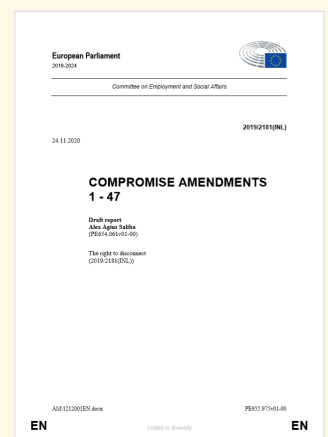 European Parliament
2019-2024
Committee on Employment and Social Affairs
2019/2181(INL)
24.11.2020
COMPROMISE AMENDMENTS
1 - 47
Draft report
Alex Agius Saliba
(PE654.061v01-00)
The right to disconnect
(2019/2181(INL))
AM\1212001EN.docx
PE655.975v01-00
EN
United in diversity
EN